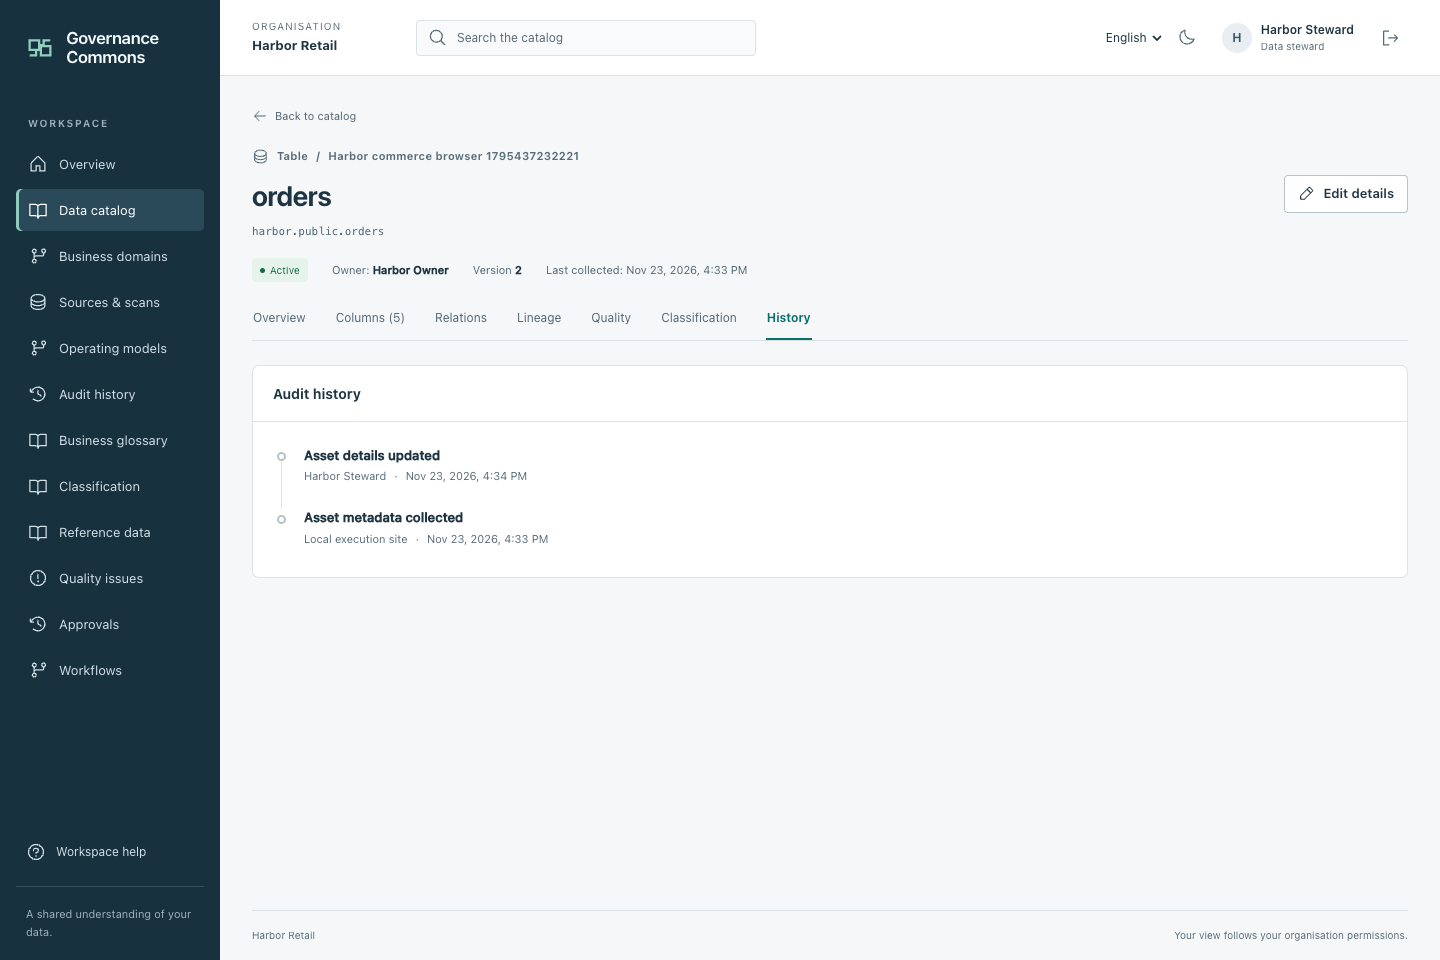 Governance
Commons
WORKSPACE
Overview
Data catalog
Business domains
Sources & scans
Operating models
Audit history
Business glossary
Classification
Reference data
Quality issues
Approvals
Workflows
Workspace help
A shared understanding of your
data.
ORGANISATION
Harbor Retail
Search the catalog
English
H
Harbor Steward
Data steward
Back to catalog
Table / Harbor commerce browser 1795437232221
orders
Edit details
harbor.public.orders
Active Owner: Harbor Owner Version 2 Last collected: Nov 23, 2026, 4:33 PM
Overview Columns (5) Relations Lineage Quality Classification History
Audit history
Asset details updated
Harbor Steward · Nov 23, 2026, 4:34 PM
Asset metadata collected
Local execution site · Nov 23, 2026, 4:33 PM
Harbor Retail
Your view follows your organisation permissions.